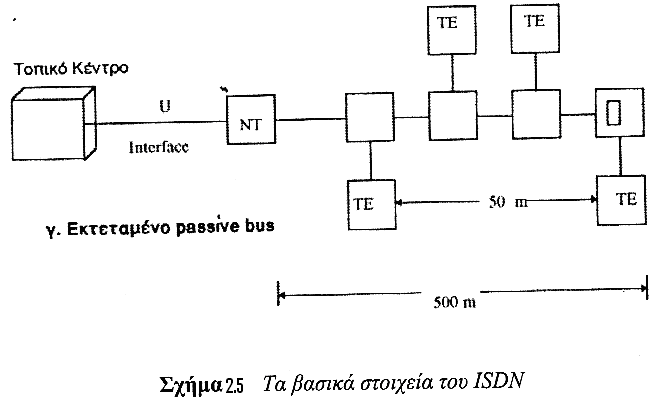 TE
TE
Τοπικό Κέντρο
U
NT
Interface
TE
50 m
TE
γ. Εκτεταμένο passive bus
500 m
Σχήμα 2.5 Τα βασικά στοιχεία του ISDN